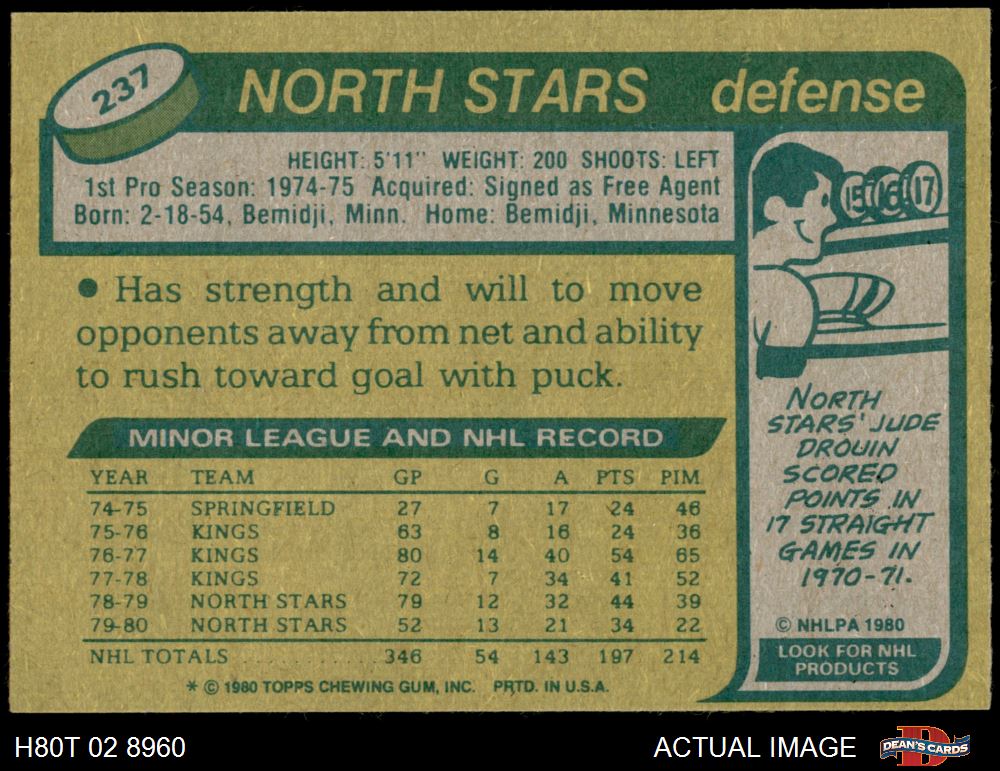 237
NORTH STARS defense
HEIGHT: 5'11" WEIGHT: 200 SHOOTS: LEFT
1st Pro Season: 1974-75 Acquired: Signed as Free Agent
Born: 2-18-54, Bemidji, Minn. Home: Bemidji, Minnesota
• Has strength and will to move
opponents away from net and ability
to rush toward goal with puck.
MINOR LEAGUE AND NHL RECORD
YEAR TEAM GP G A PTS PIM
74-75 SPRINGFIELD 27 7 17 24 46
75-76 KINGS 63 8 16 24 36
76-77 KINGS 80 14 40 54 65
77-78 KINGS 72 7 34 41 52
78-79 NORTH STARS 79 12 32 44 39
79-80 NORTH STARS 52 13 21 34 22
NHL TOTALS ........... 346 54 143 197 214
* © 1980 TOPPS CHEWING GUM, INC. PRTD. IN U.S.A.
15 16 17
NORTH
STARS' JUDE
DROUIN
SCORED
POINTS IN
17 STRAIGHT
GAMES IN
1970-71.
© NHLPA 1980
LOOK FOR NHL
PRODUCTS
H80T 02 8960
ACTUAL IMAGE
DEAN'S CARDS